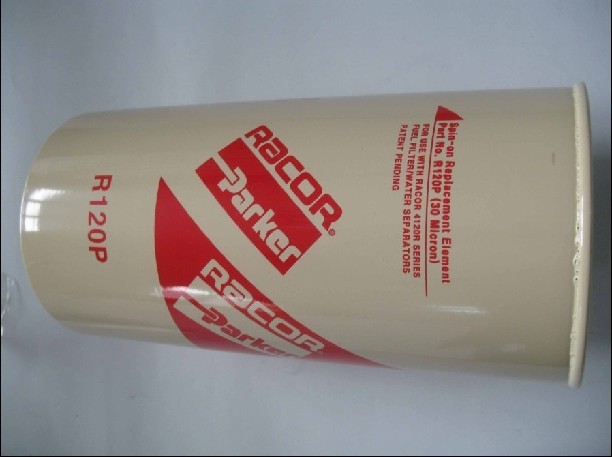 Spin-on Replacement Element
Part No. R120P (30 Micron)
FOR USE WITH RACOR 4120R SERIES
FUEL FILTER/WATER SEPARATORS
PATENT PENDING
RACOR®
Parker
RACOR
Parker
R120P